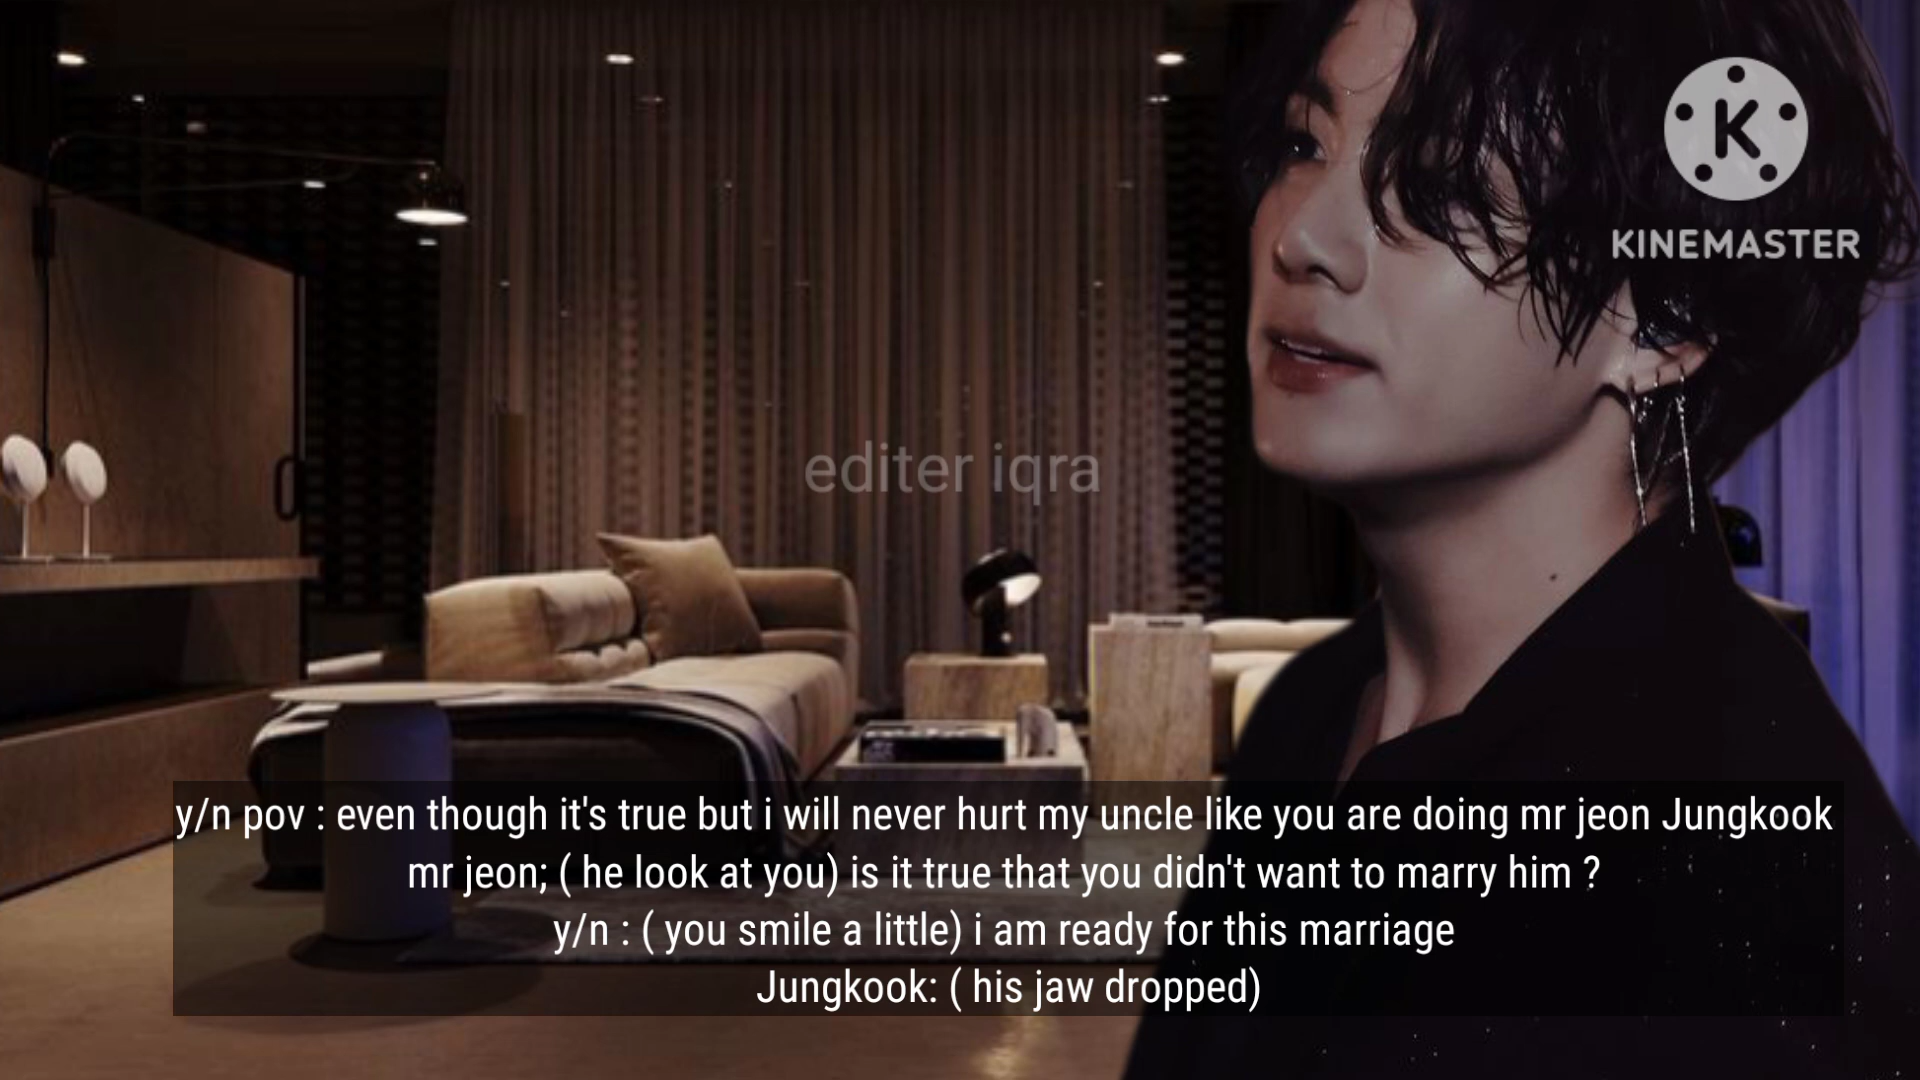 K
KINEMASTER
editer iqra
y/n pov : even though it's true but i will never hurt my uncle like you are doing mr jeon Jungkook
mr jeon; ( he look at you) is it true that you didn't want to marry him ?
y/n : ( you smile a little) i am ready for this marriage
Jungkook: ( his jaw dropped)